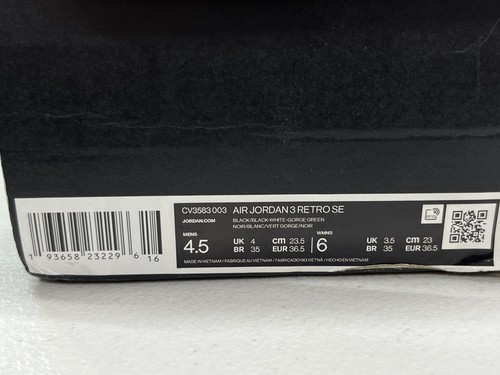 CV3583 003 AIR JORDAN 3 RETRO SE
JORDAN.COM BLACK/BLACK-WHITE-GORGE GREEN
NOIR/BLANC/VERT GORGE/NOIR
MENS WMNS
4.5 UK 4 cm 23.5 6 UK 3.5 cm 23
BR 35 EUR 36.5 BR 35 EUR 36.5
MADE IN VIETNAM / FABRIQUE AU VIETNAM / FABRICADO NO VIETNÃ / HECHO EN VIETNAM
1 93658 23229 6 16